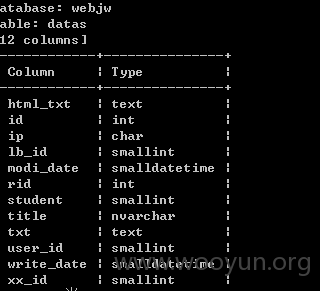 atabase: webjw
able: datas
12 columns]
Column | Type
html_txt | text
id | int
ip | char
lb_id | smallint
modi_date | smalldatetime
rid | int
student | smallint
title | nvarchar
txt | text
user_id | smallint
write_date | smalldatetime
xx_id | smallint
www.wooyun.org